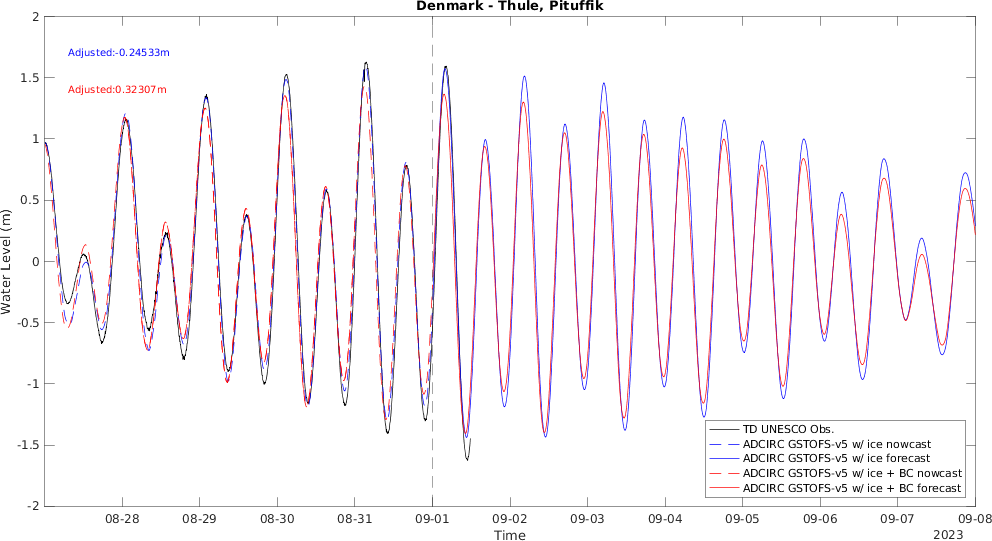 Denmark - Thule, Pituffik
Adjusted:-0.24533m
Adjusted:0.32307m
Water Level (m)
2
1.5
1
0.5
0
-0.5
-1
-1.5
-2
TD UNESCO Obs.
ADCIRC GSTOFS-v5 w/ ice nowcast
ADCIRC GSTOFS-v5 w/ ice forecast
ADCIRC GSTOFS-v5 w/ ice + BC nowcast
ADCIRC GSTOFS-v5 w/ ice + BC forecast
08-28 08-29 08-30 08-31 09-01 09-02 09-03 09-04 09-05 09-06 09-07 09-08
Time
2023